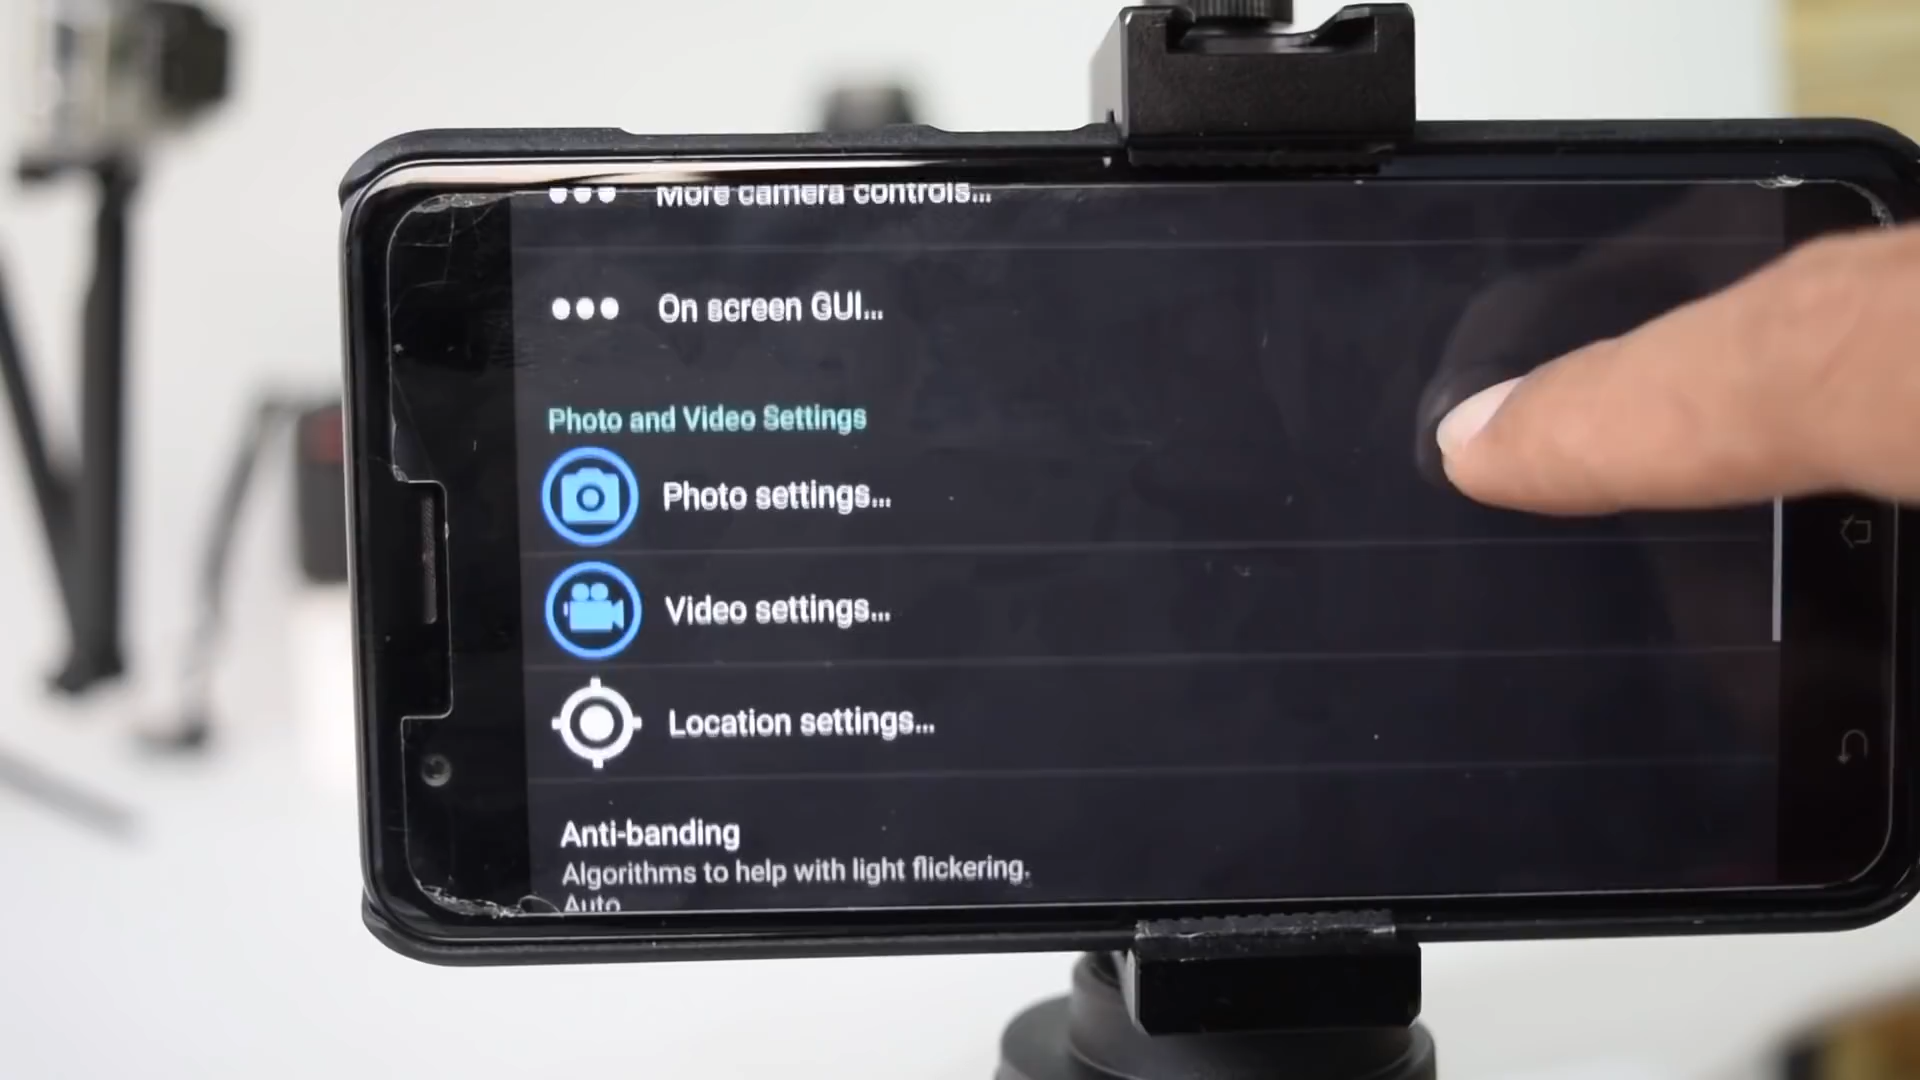 More camera controls...
On screen GUI...
Photo and Video Settings
Photo settings...
Video settings...
Location settings...
Anti-banding
Algorithms to help with light flickering.
Auto